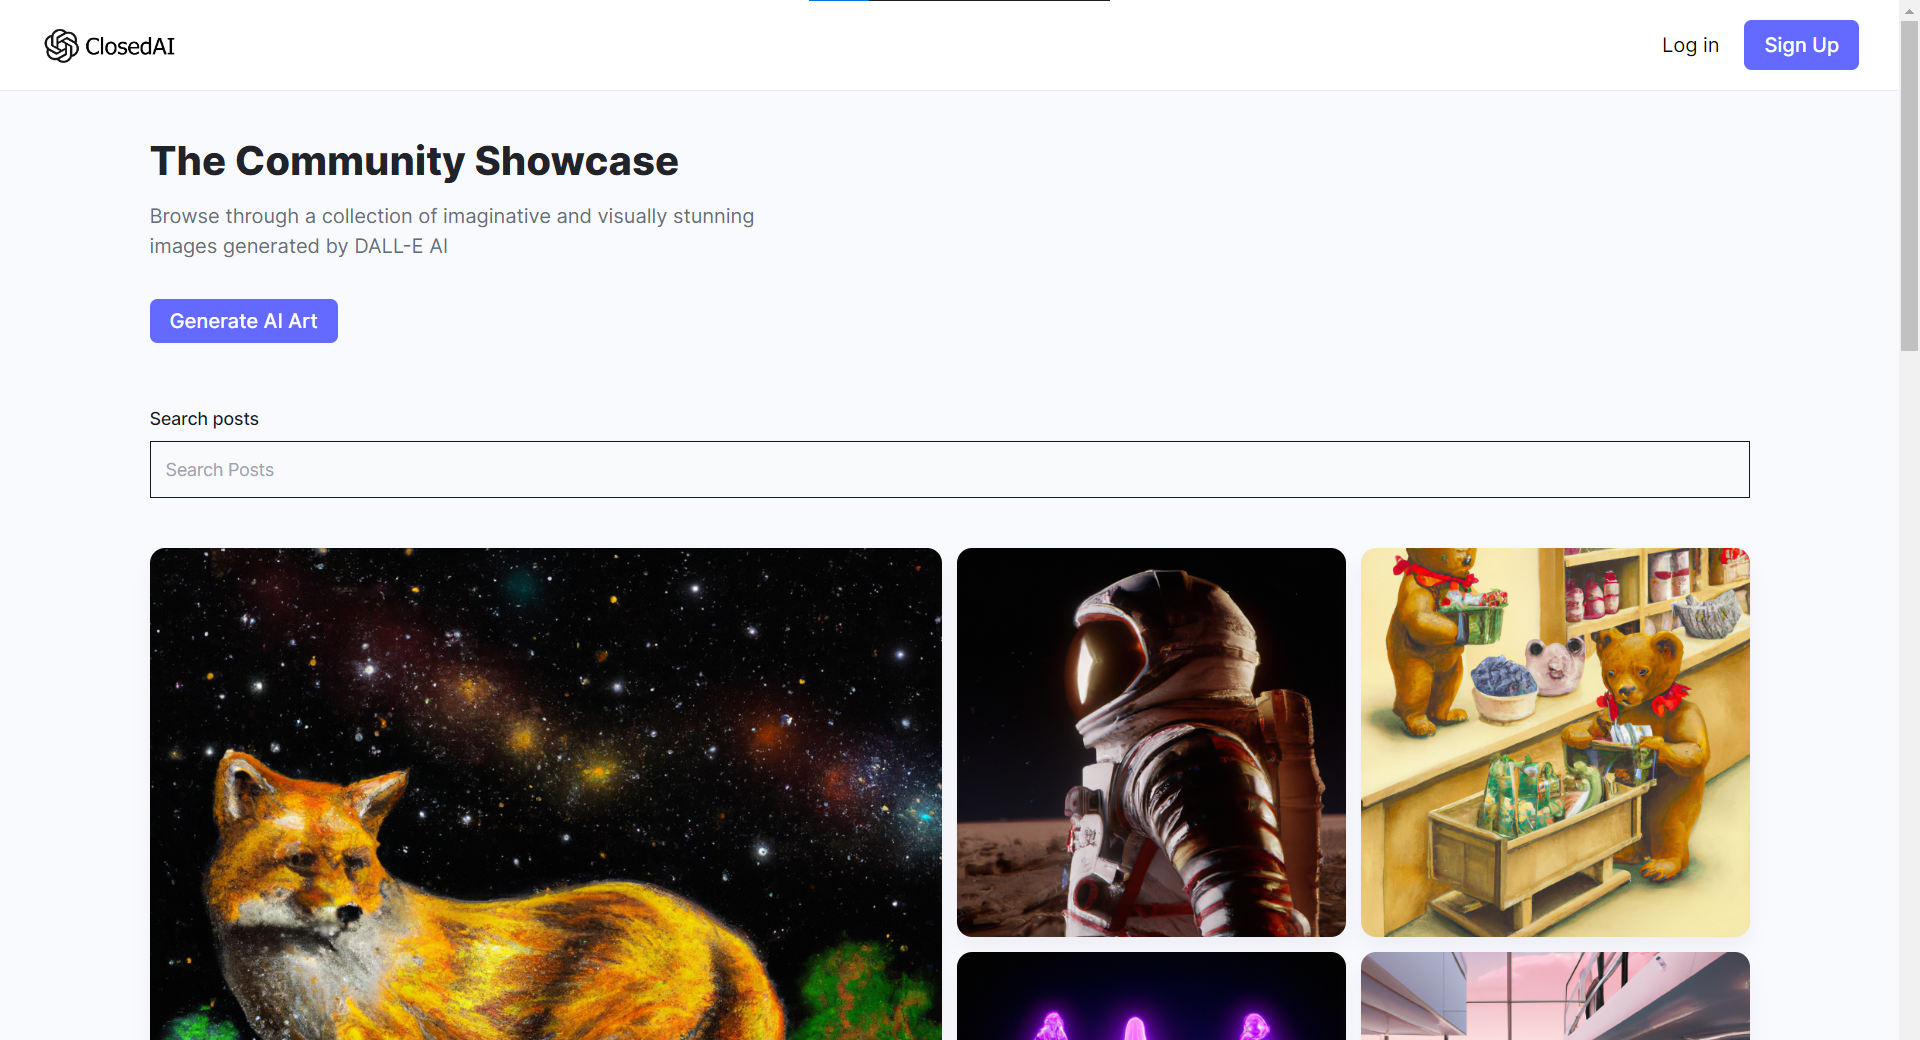 ClosedAI
Log in
Sign Up
The Community Showcase
Browse through a collection of imaginative and visually stunning
images generated by DALL-E AI
Generate AI Art
Search posts
Search Posts